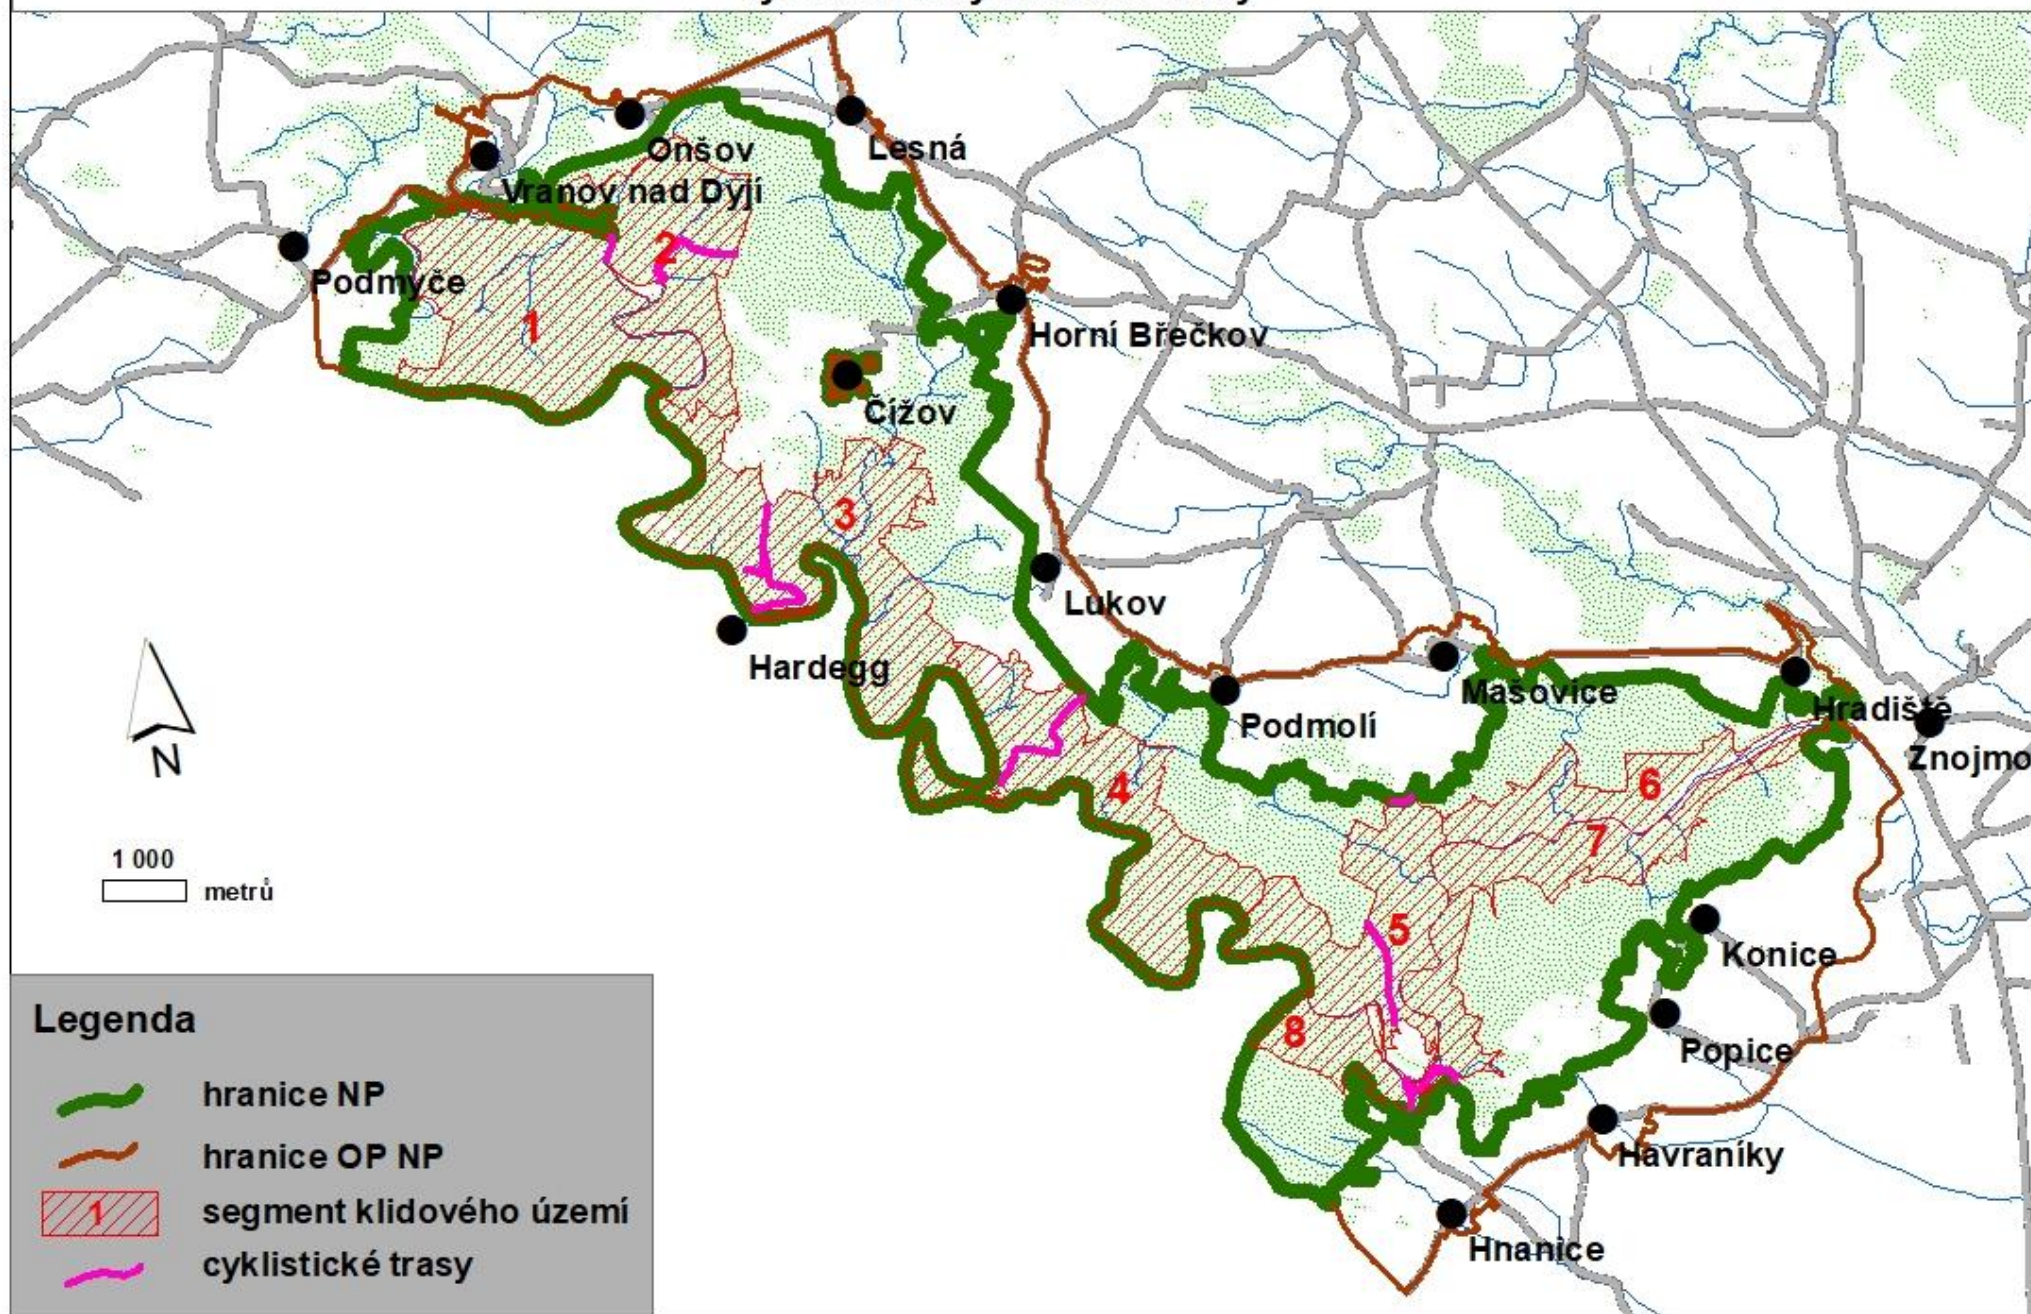 Onšov
Lesná
Vranov nad Dyjí
2
Podmyče
1
Horní Břečkov
Čížov
3
Lukov
Hardegg
Mašovice
Hradiště
Podmolí
Znojmo
4
6
7
N
1 000
metrů
5
Konice
8
Popice
Havraníky
Hnanice
Legenda
hranice NP
hranice OP NP
1
segment klidového území
cyklistické trasy